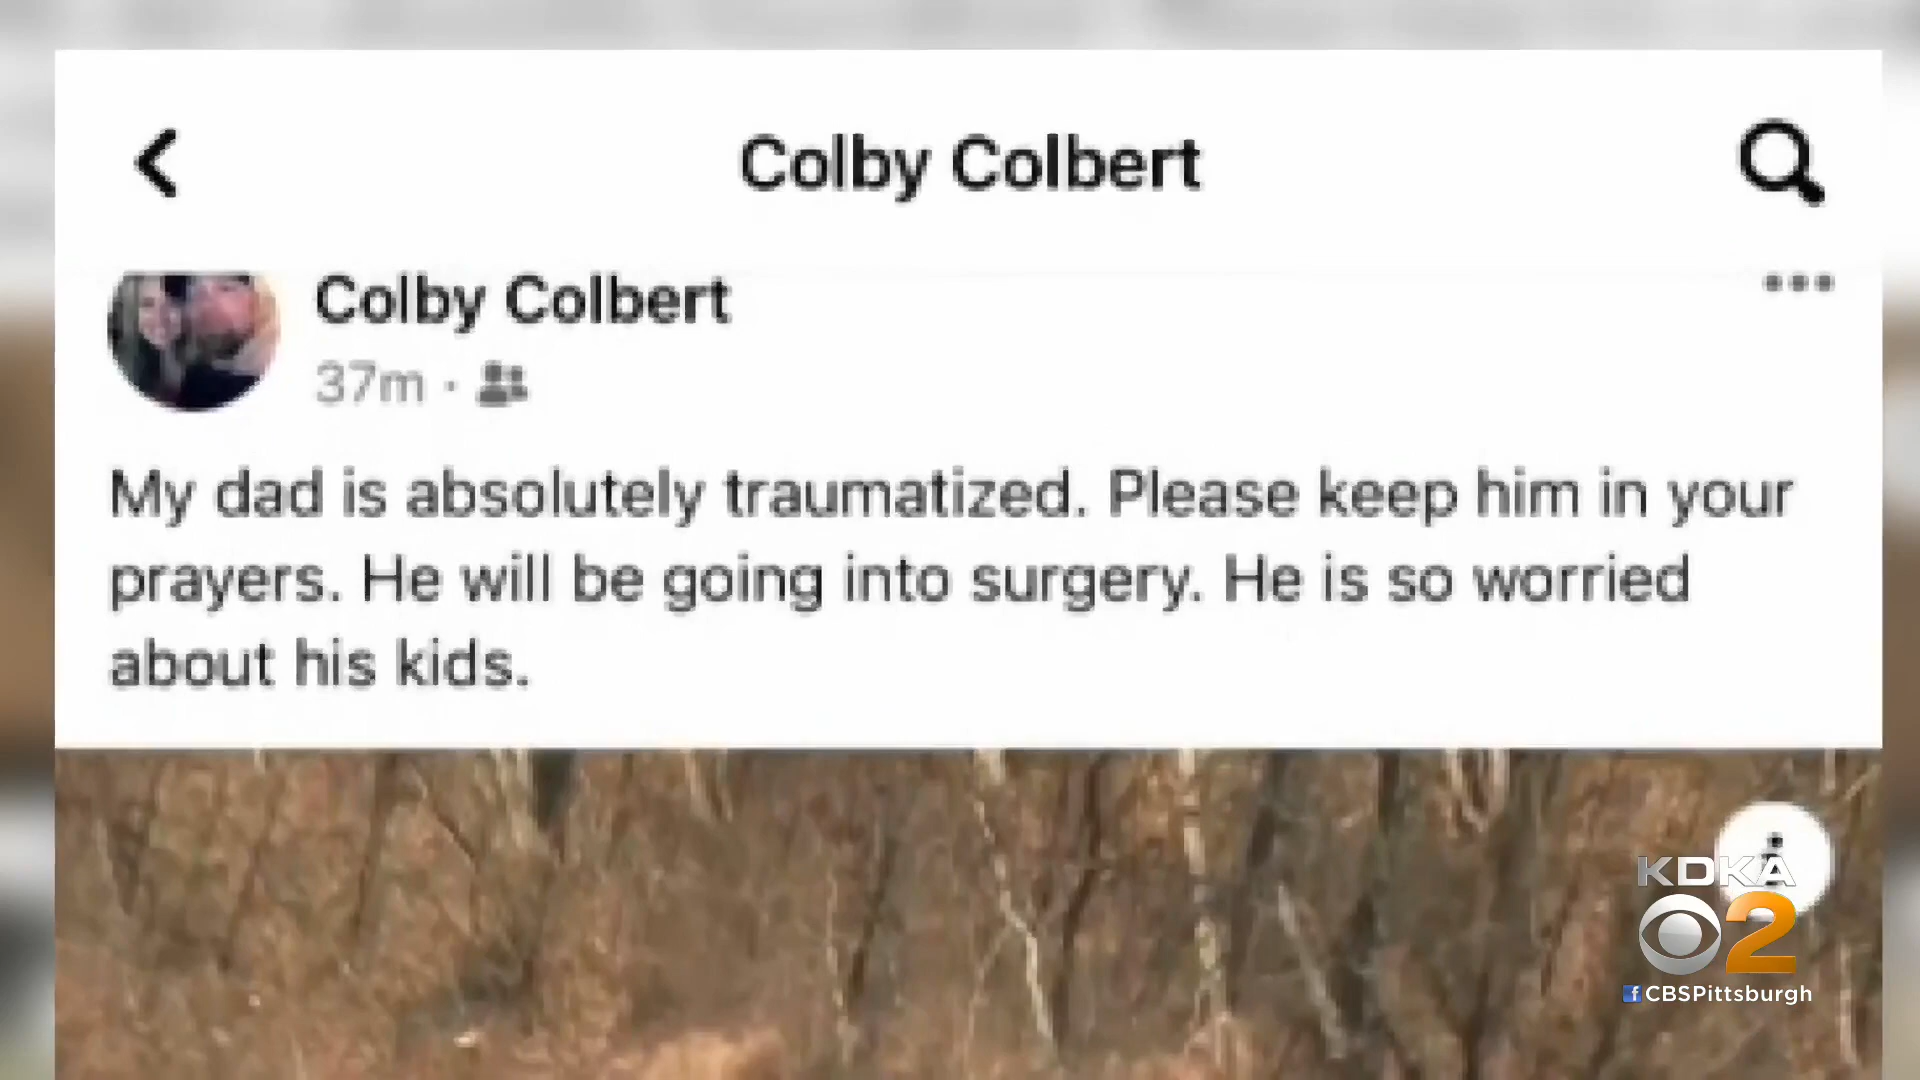 Colby Colbert
Colby Colbert
37m ·
My dad is absolutely traumatized. Please keep him in your
prayers. He will be going into surgery. He is so worried
about his kids.
KDKA
2
CBSPittsburgh